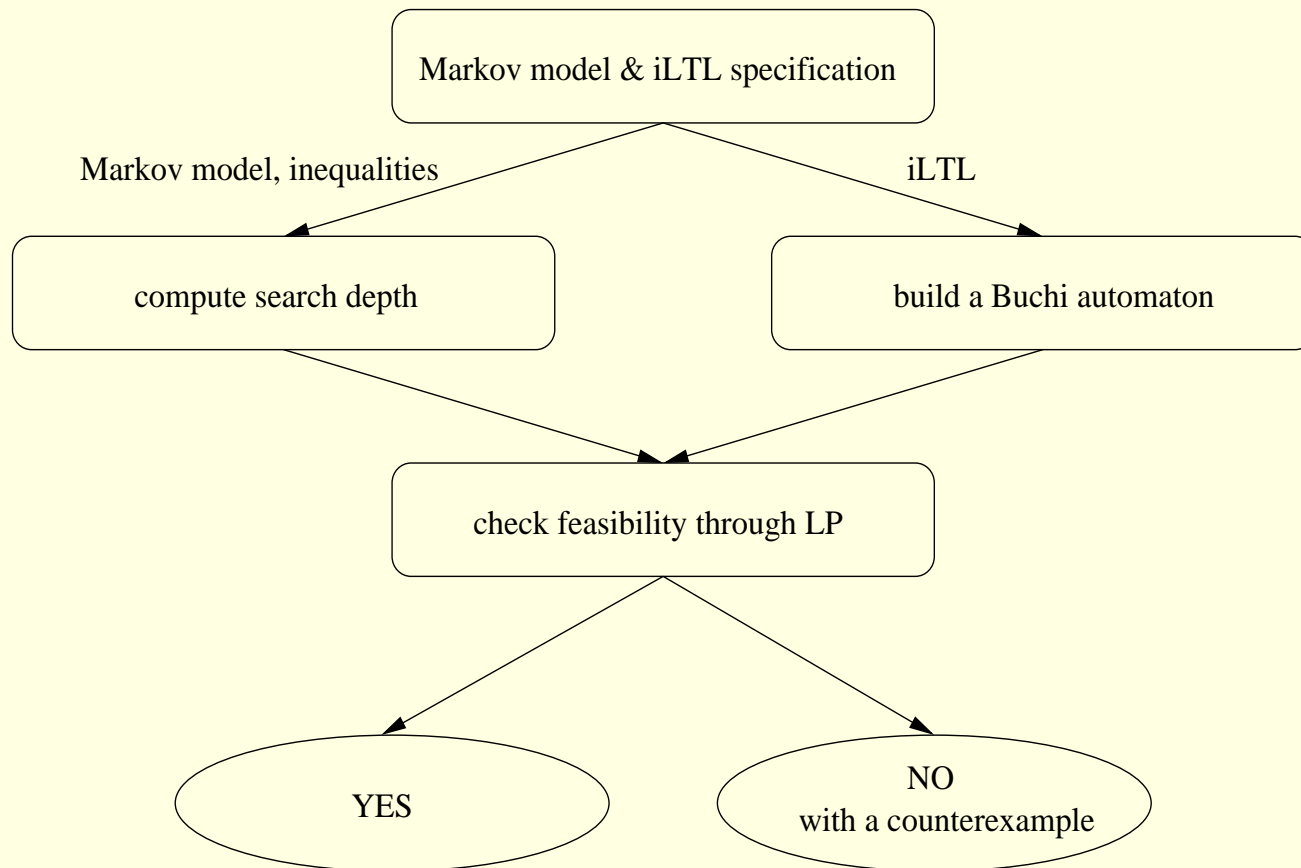 Markov model & iLTL specification
Markov model, inequalities
iLTL
compute search depth
build a Buchi automaton
check feasibility through LP
YES
NO
with a counterexample